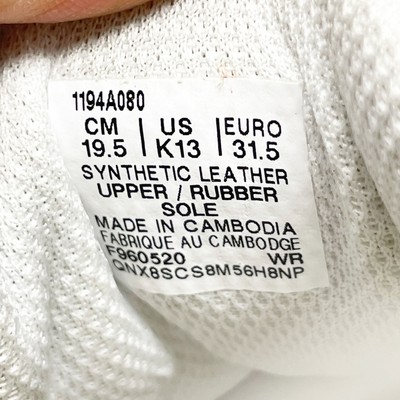 1194A080
CM | US | EURO
19.5 | K13 | 31.5
SYNTHETIC LEATHER
UPPER / RUBBER
SOLE
MADE IN CAMBODIA
FABRIQUE AU CAMBODGE
F960520 WR
QNX8SCS8M56H8NP